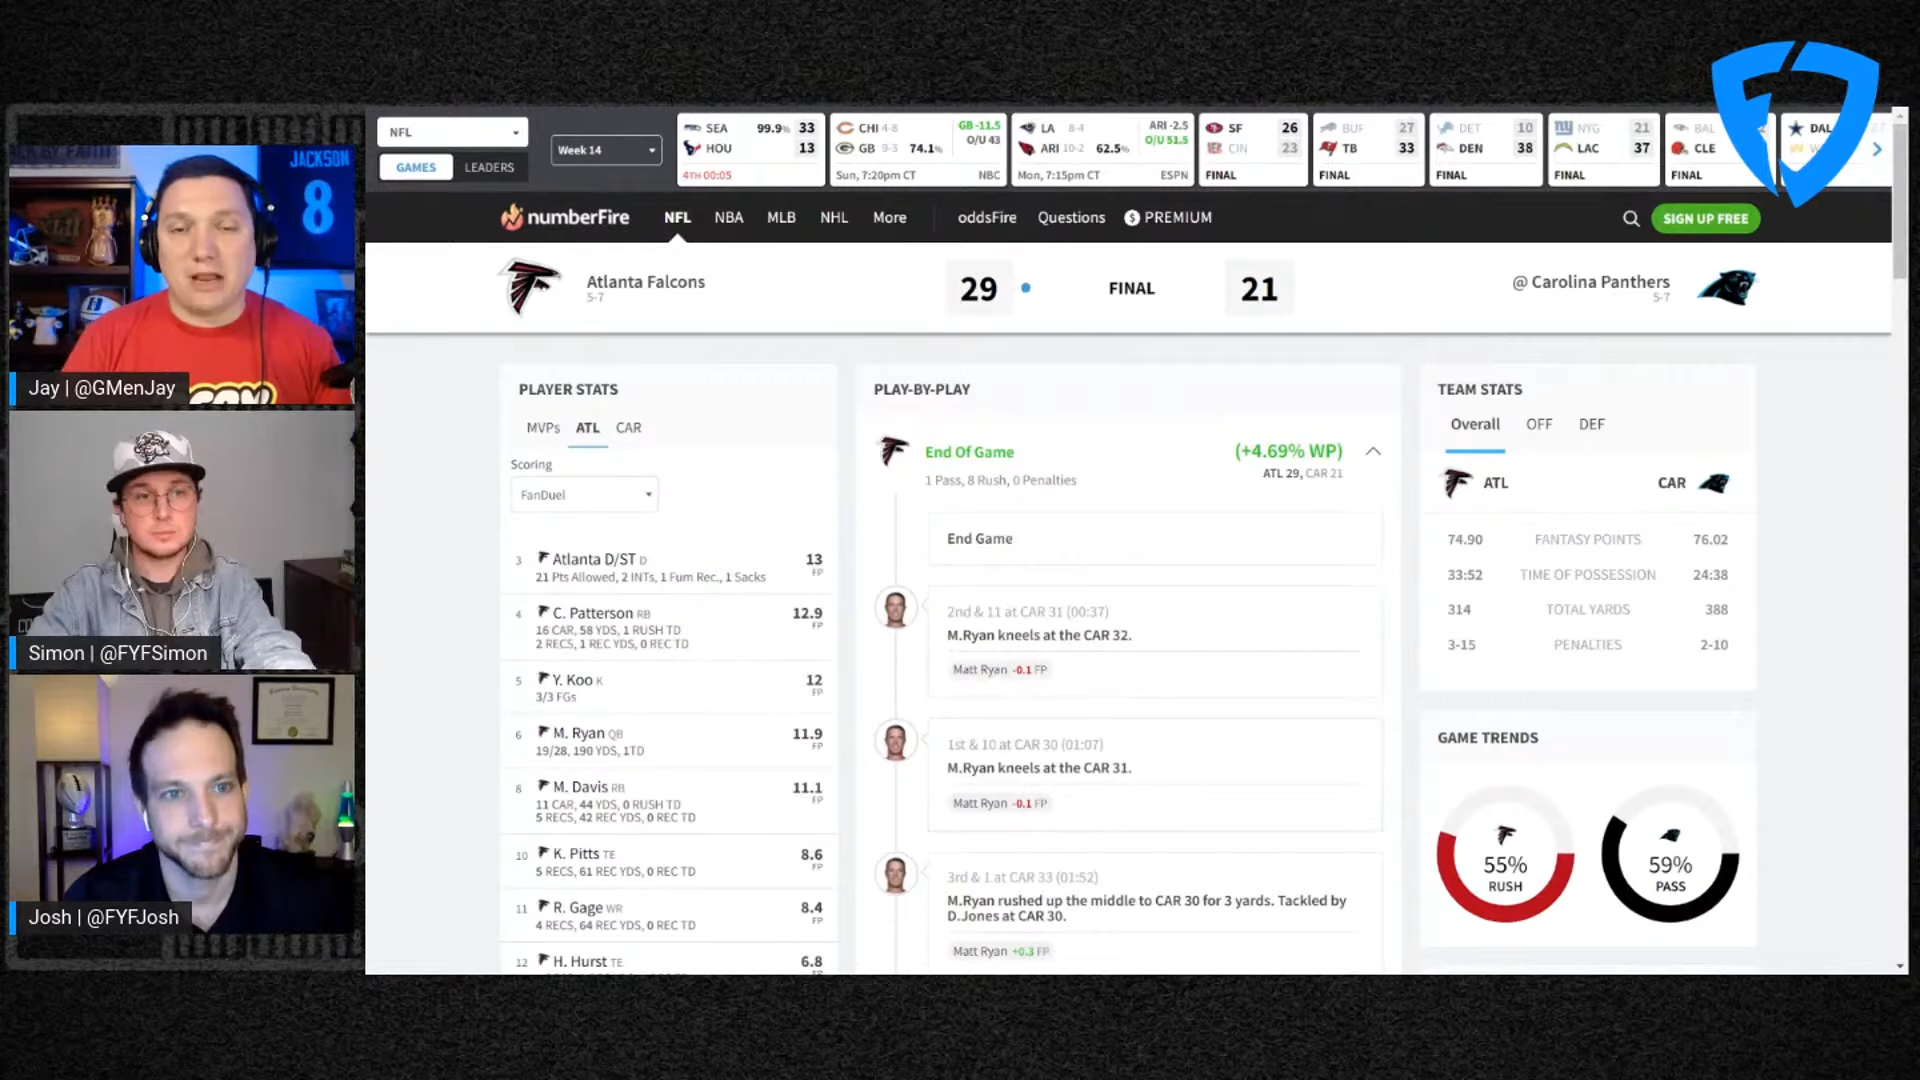 JACKSON
8
Jay | @GMenJay
Simon | @FYFSimon
Josh | @FYFJosh
NFL
GAMES LEADERS
Week 14
SEA 99.9% 33
HOU 13
4TH 00:05
CHI 4-8 GB -11.5
O/U 43
GB 9-3 74.1%
Sun, 7:20pm CT NBC
LA 8-4 ARI -2.5
O/U 51.5
ARI 10-2 62.5%
Mon, 7:15pm CT ESPN
SF 26
CIN 23
FINAL
BUF 27
TB 33
FINAL
DET 10
DEN 38
FINAL
NYG 21
LAC 37
FINAL
BAL
CLE
FINAL
DAL
numberFire NFL NBA MLB NHL More oddsFire Questions $ PREMIUM SIGN UP FREE
Atlanta Falcons
5-7
29 FINAL 21
@ Carolina Panthers
5-7
PLAYER STATS
MVPs ATL CAR
Scoring
FanDuel
3 Atlanta D/ST D 13
FP
21 Pts Allowed, 2 INTs, 1 Fum Rec., 1 Sacks
4 C. Patterson RB 12.9
FP
16 CAR, 58 YDS, 1 RUSH TD
2 RECS, 1 REC YDS, 0 REC TD
5 Y. Koo K 12
FP
3/3 FGs
6 M. Ryan QB 11.9
FP
19/28, 190 YDS, 1TD
8 M. Davis RB 11.1
FP
11 CAR, 44 YDS, 0 RUSH TD
5 RECS, 42 REC YDS, 0 REC TD
10 K. Pitts TE 8.6
FP
5 RECS, 61 REC YDS, 0 REC TD
11 R. Gage WR 8.4
FP
4 RECS, 64 REC YDS, 0 REC TD
12 H. Hurst TE 6.8
PLAY-BY-PLAY
End Of Game (+4.69% WP)
1 Pass, 8 Rush, 0 Penalties ATL 29, CAR 21
End Game
2nd & 11 at CAR 31 (00:37)
M.Ryan kneels at the CAR 32.
Matt Ryan -0.1 FP
1st & 10 at CAR 30 (01:07)
M.Ryan kneels at the CAR 31.
Matt Ryan -0.1 FP
3rd & 1 at CAR 33 (01:52)
M.Ryan rushed up the middle to CAR 30 for 3 yards. Tackled by
D.Jones at CAR 30.
Matt Ryan +0.3 FP
TEAM STATS
Overall OFF DEF
ATL CAR
74.90 FANTASY POINTS 76.02
33:52 TIME OF POSSESSION 24:38
314 TOTAL YARDS 388
3-15 PENALTIES 2-10
GAME TRENDS
55%
RUSH
59%
PASS